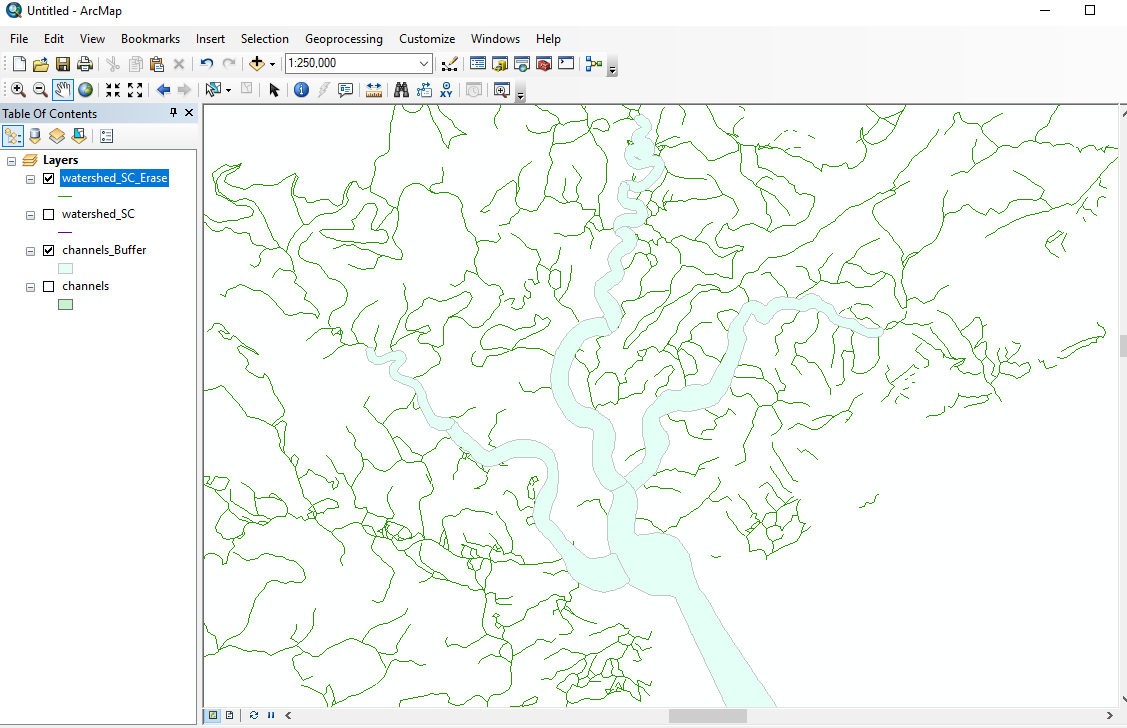 Untitled - ArcMap
File Edit View Bookmarks Insert Selection Geoprocessing Customize Windows Help
1:250,000
XY
Table Of Contents
Layers
watershed_SC_Erase
watershed_SC
channels_Buffer
channels